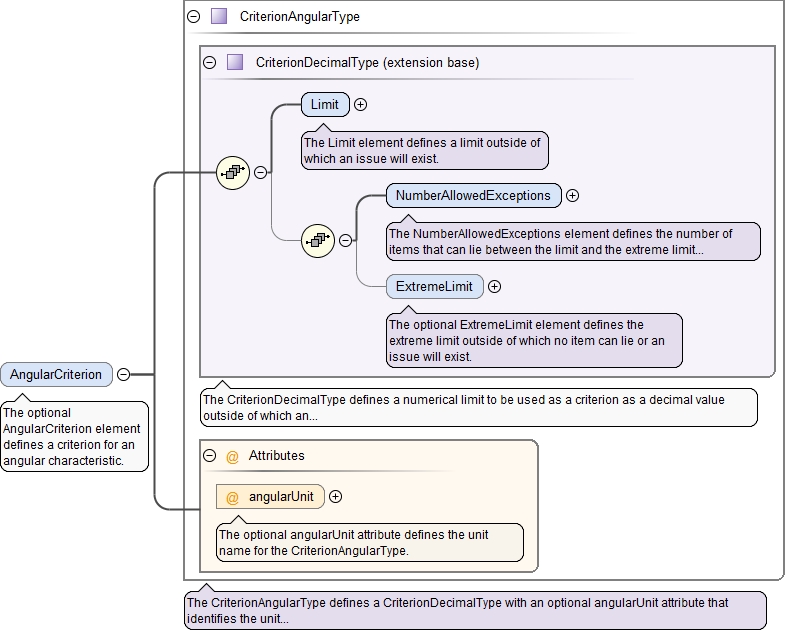 CriterionAngularType
CriterionDecimalType (extension base)
Limit
The Limit element defines a limit outside of
which an issue will exist.
NumberAllowedExceptions
The NumberAllowedExceptions element defines the number of
items that can lie between the limit and the extreme limit...
ExtremeLimit
The optional ExtremeLimit element defines the
extreme limit outside of which no item can lie or an
issue will exist.
AngularCriterion
The optional
AngularCriterion element
defines a criterion for an
angular characteristic.
The CriterionDecimalType defines a numerical limit to be used as a criterion as a decimal value
outside of which an...
@ Attributes
@ angularUnit
The optional angularUnit attribute defines the unit
name for the CriterionAngularType.
The CriterionAngularType defines a CriterionDecimalType with an optional angularUnit attribute that
identifies the unit...